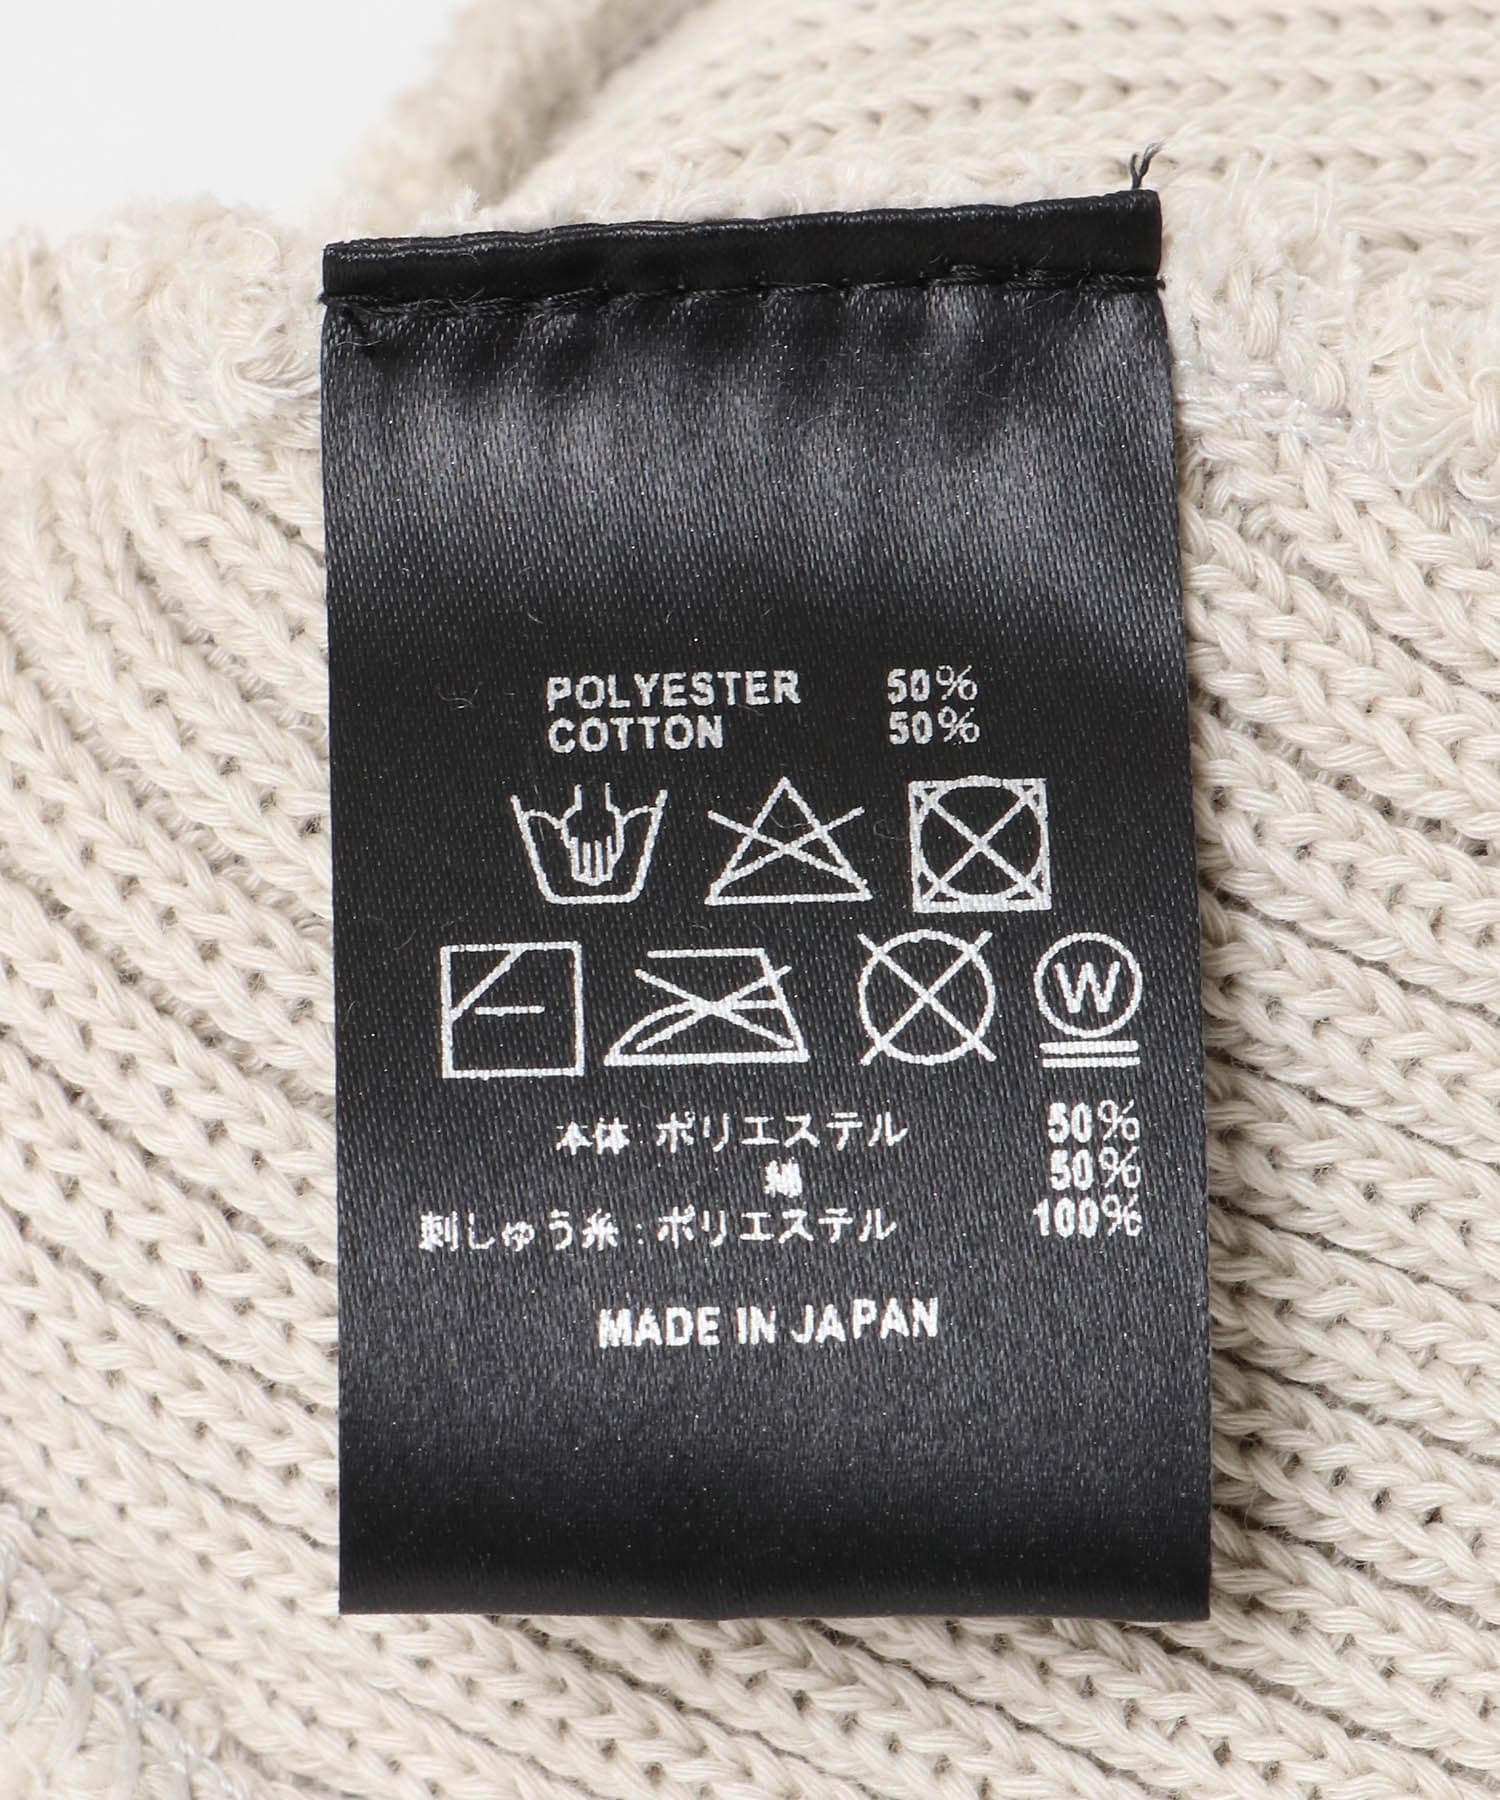 POLYESTER 50%
COTTON 50%
W
本体 ポリエステル 50%
綿 50%
刺しゅう糸:ポリエステル 100%
MADE IN JAPAN